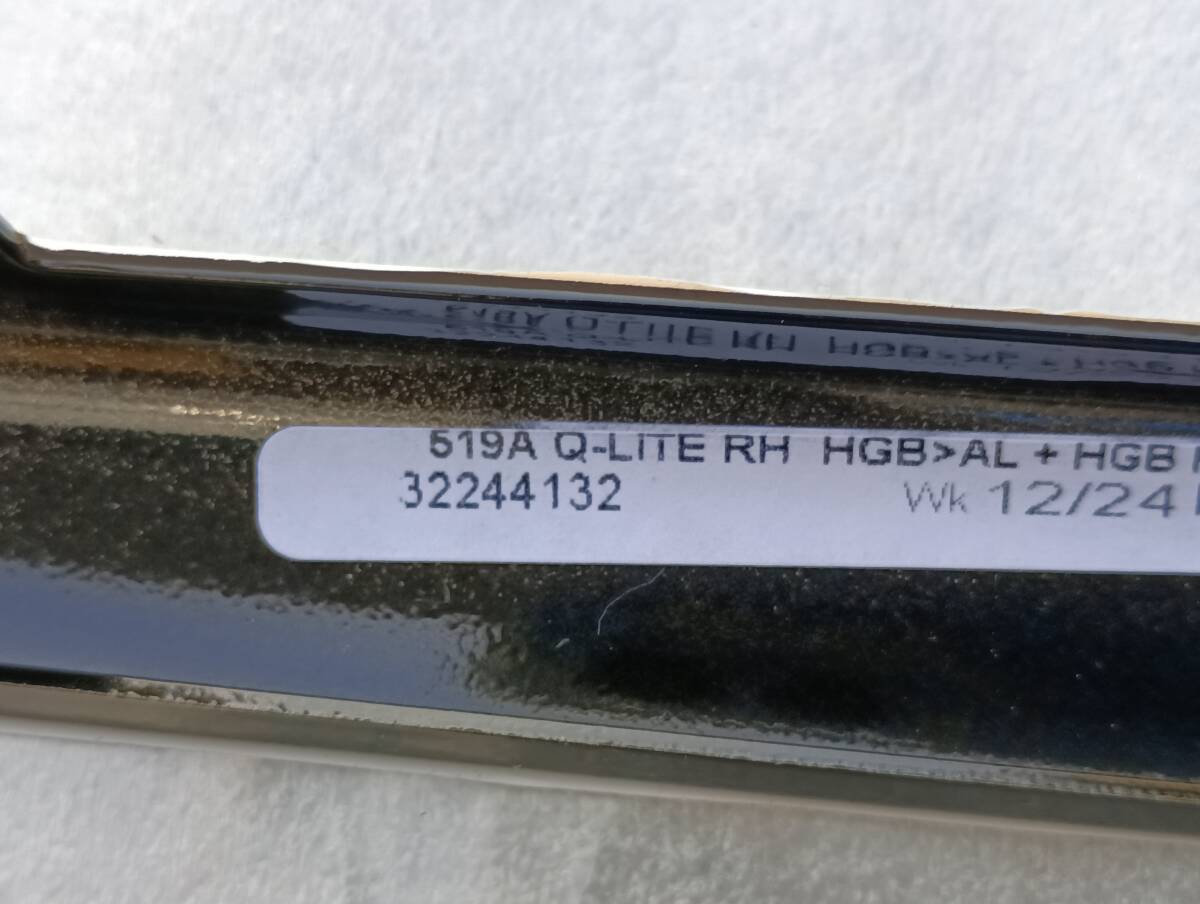 519A Q-LITE RH HGB>AL + HGB
32244132 Wk 12/24